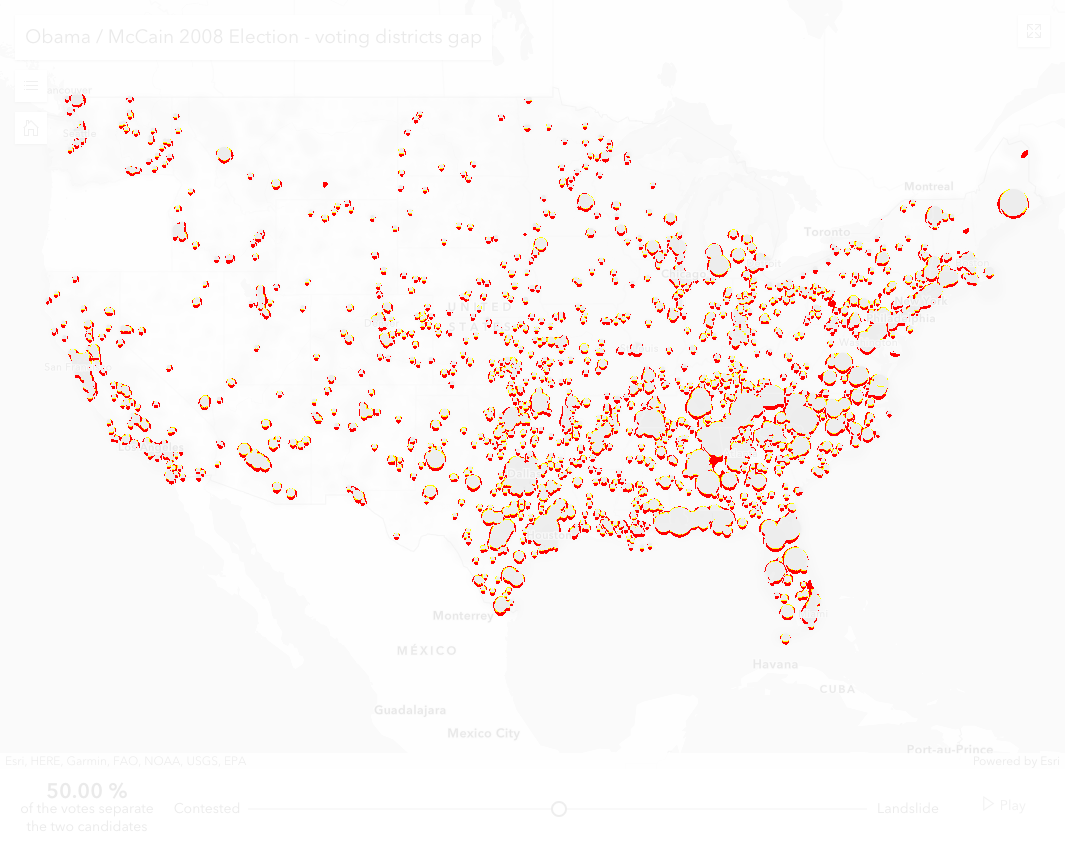 Obama / McCain 2008 Election - voting districts gap
Montreal
Toronto
UNITED
Monterrey
MÉXICO
Havana
CUBA
Guadalajara
Mexico City
Port-au-Prince
Esri, HERE, Garmin, FAO, NOAA, USGS, EPA
Powered by Esri
50.00 %
of the votes separate
the two candidates
Contested
Landslide
Play